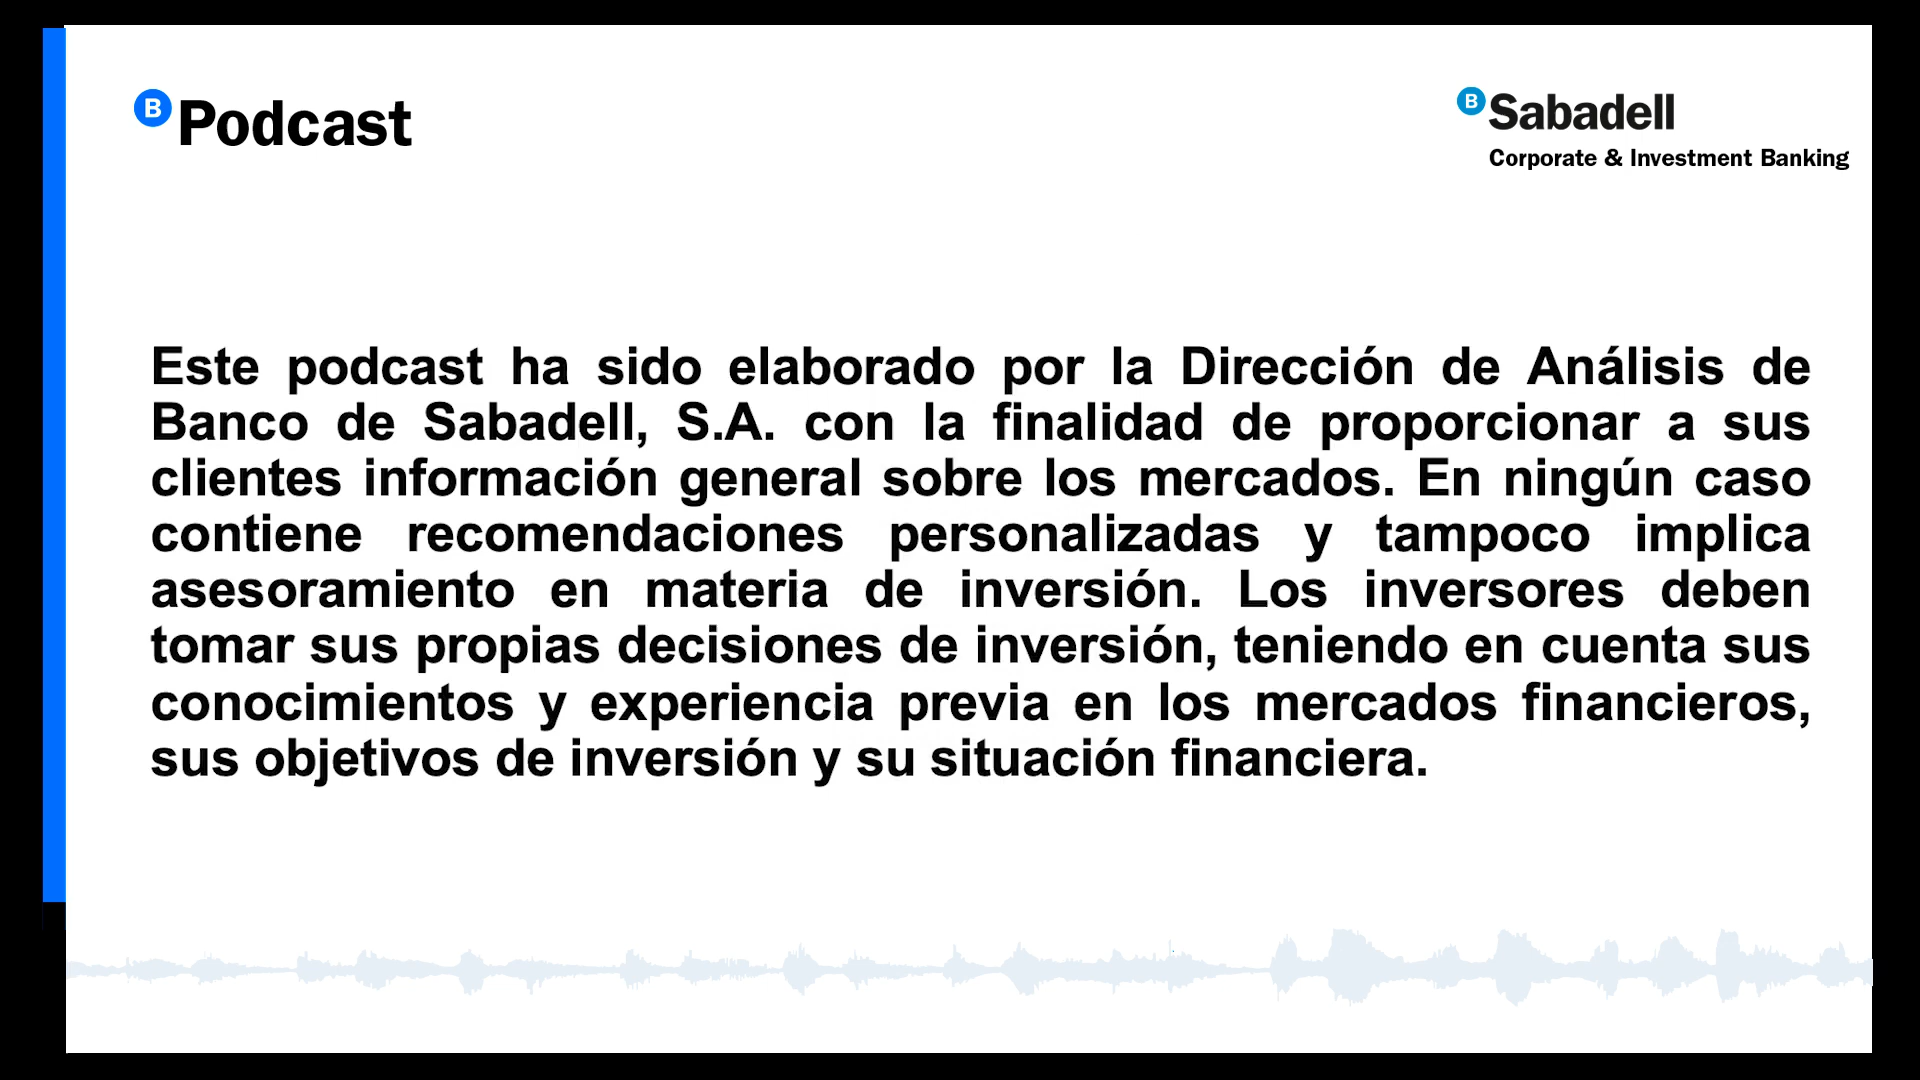 B Podcast
B Sabadell
Corporate & Investment Banking
Este podcast ha sido elaborado por la Dirección de Análisis de
Banco de Sabadell, S.A. con la finalidad de proporcionar a sus
clientes información general sobre los mercados. En ningún caso
contiene recomendaciones personalizadas y tampoco implica
asesoramiento en materia de inversión. Los inversores deben
tomar sus propias decisiones de inversión, teniendo en cuenta sus
conocimientos y experiencia previa en los mercados financieros,
sus objetivos de inversión y su situación financiera.